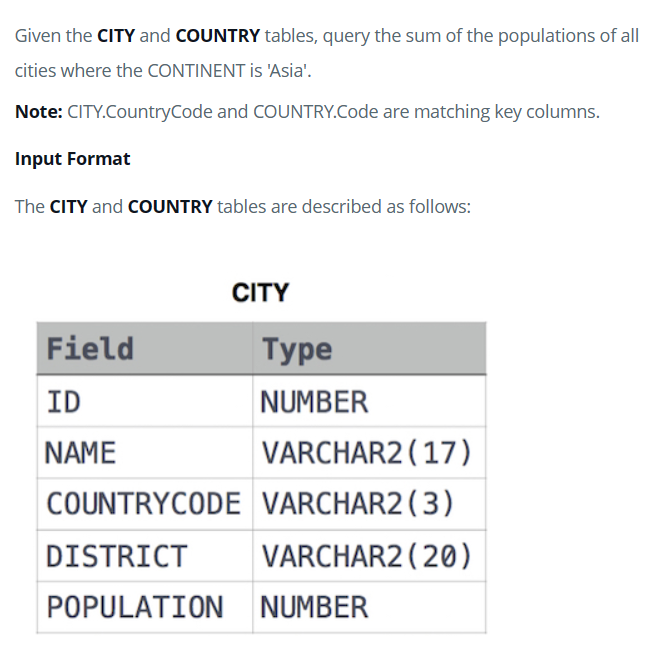 Given the CITY and COUNTRY tables, query the sum of the populations of all
cities where the CONTINENT is 'Asia'.
Note: CITY.CountryCode and COUNTRY.Code are matching key columns.
Input Format
The CITY and COUNTRY tables are described as follows:
CITY
Field Type
ID NUMBER
NAME VARCHAR2(17)
COUNTRYCODE VARCHAR2(3)
DISTRICT VARCHAR2(20)
POPULATION NUMBER